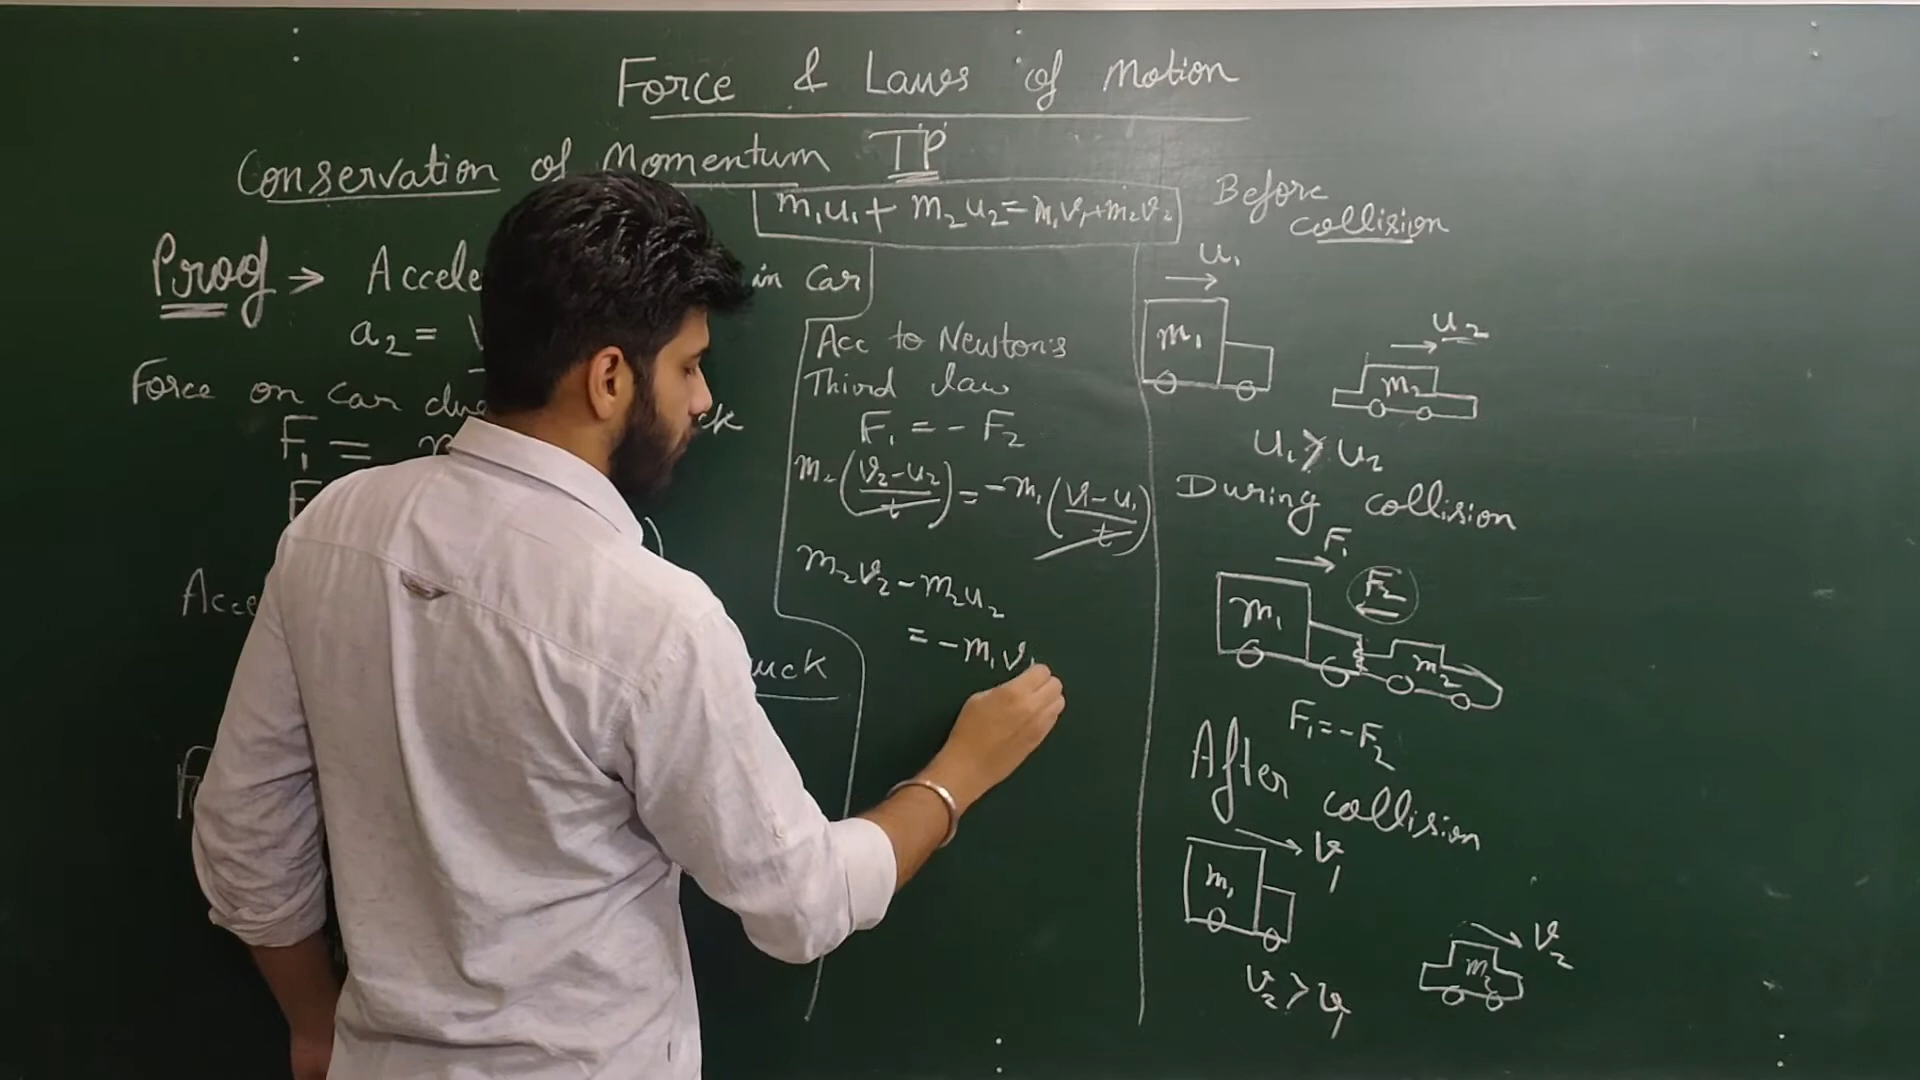 Force & Laws of Motion
Conservation of Momentum TP
m₁u₁ + m₂u₂ = m₁v₁ + m₂v₂
Proof → Accele in car
a₂ =
Force on car due
F₁ =
Acce
uck
Acc to Newton's
Third law
F₁ = - F₂
m₂(v₂-u₂/t) = -m₁(v₁-u₁/t)
m₂v₂ - m₂u₂
= -m₁v₁
Before
collision
u₁
m₁
u₂
m₂
u₁ > u₂
During collision
F₁
F₂
m₁
m₂
F₁ = -F₂
After collision
v₁
m₁
v₂
m₂
v₂ > v₁